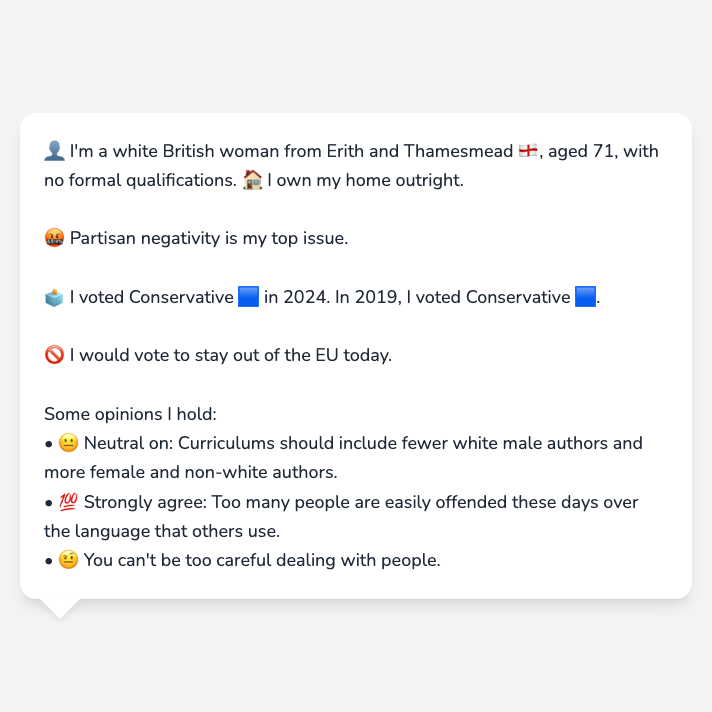 👤 I'm a white British woman from Erith and Thamesmead 🏴󠁧󠁢󠁥󠁮󠁧󠁿, aged 71, with
no formal qualifications. 🏠 I own my home outright.
🤬 Partisan negativity is my top issue.
🗳️ I voted Conservative 🟦 in 2024. In 2019, I voted Conservative 🟦.
🚫 I would vote to stay out of the EU today.
Some opinions I hold:
• 😐 Neutral on: Curriculums should include fewer white male authors and
more female and non-white authors.
• 💯 Strongly agree: Too many people are easily offended these days over
the language that others use.
• 🤨 You can't be too careful dealing with people.